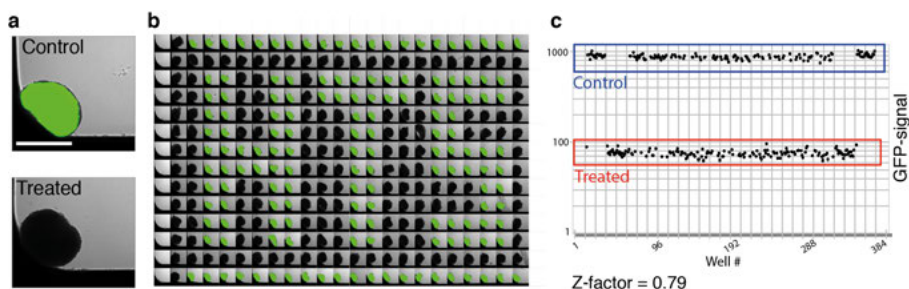 a
Control
Treated
b
c
1000
Control
100
Treated
1
1
96
192
288
384
Well #
GFP-signal
Z-factor = 0.79